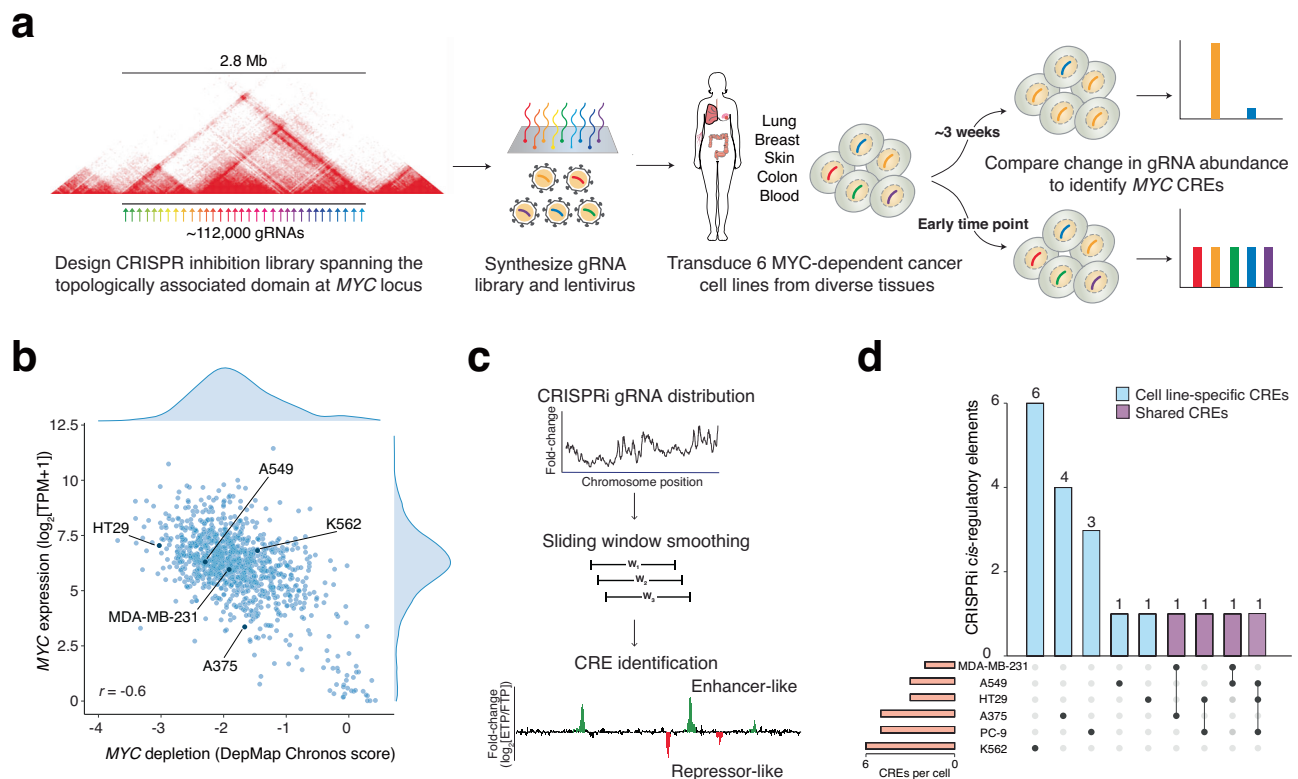 a
2.8 Mb
~112,000 gRNAs
Design CRISPR inhibition library spanning the
topologically associated domain at MYC locus
Synthesize gRNA
library and lentivirus
Lung
Breast
Skin
Colon
Blood
Transduce 6 MYC-dependent cancer
cell lines from diverse tissues
~3 weeks
Early time point
Compare change in gRNA abundance
to identify MYC CREs
b
MYC expression (log2[TPM+1])
12.5
10
7.5
5
2.5
0
A549
HT29
K562
MDA-MB-231
A375
r = -0.6
-4
-3
-2
-1
0
MYC depletion (DepMap Chronos score)
c
CRISPRi gRNA distribution
Fold-change
Chromosome position
Sliding window smoothing
W1
W2
W3
CRE identification
Enhancer-like
Fold-change
(log2[ETP/FTP])
Repressor-like
d
Cell line-specific CREs
Shared CREs
CRISPRi cis-regulatory elements
6
4
2
0
6
4
3
1
1
1
1
1
1
MDA-MB-231
A549
HT29
A375
PC-9
K562
6
0
CREs per cell